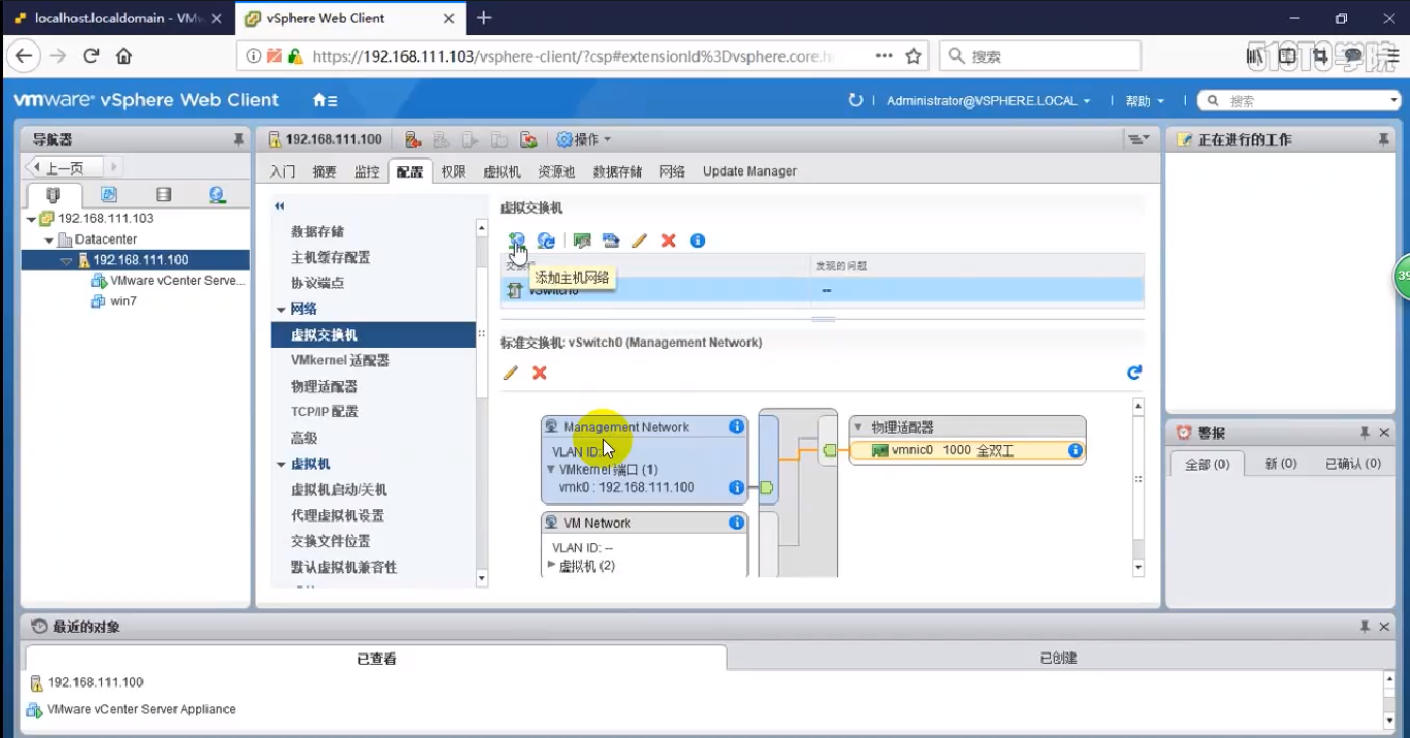 localhost.localdomain - VMw
vSphere Web Client
https://192.168.111.103/vsphere-client/?csp#extensionId%3Dvsphere.core.h
搜索
51CTO学院
vmware® vSphere Web Client
Administrator@VSPHERE.LOCAL
帮助
搜索
导航器
192.168.111.100
操作
正在进行的工作
上一页
入门 摘要 监控 配置 权限 虚拟机 资源池 数据存储 网络 Update Manager
192.168.111.103
Datacenter
192.168.111.100
VMware vCenter Serve...
win7
数据存储
主机缓存配置
协议端点
网络
虚拟交换机
VMkernel 适配器
物理适配器
TCP/IP 配置
高级
虚拟机
虚拟机启动/关机
代理虚拟机设置
交换文件位置
默认虚拟机兼容性
虚拟交换机
发现的问题
添加主机网络
vSwitch0
--
标准交换机: vSwitch0 (Management Network)
Management Network
VLAN ID:
VMkernel 端口 (1)
vmk0 : 192.168.111.100
VM Network
VLAN ID: --
虚拟机 (2)
物理适配器
vmnic0 1000 全双工
39
警报
全部 (0) 新 (0) 已确认 (0)
最近的对象
已查看 已创建
192.168.111.100
VMware vCenter Server Appliance